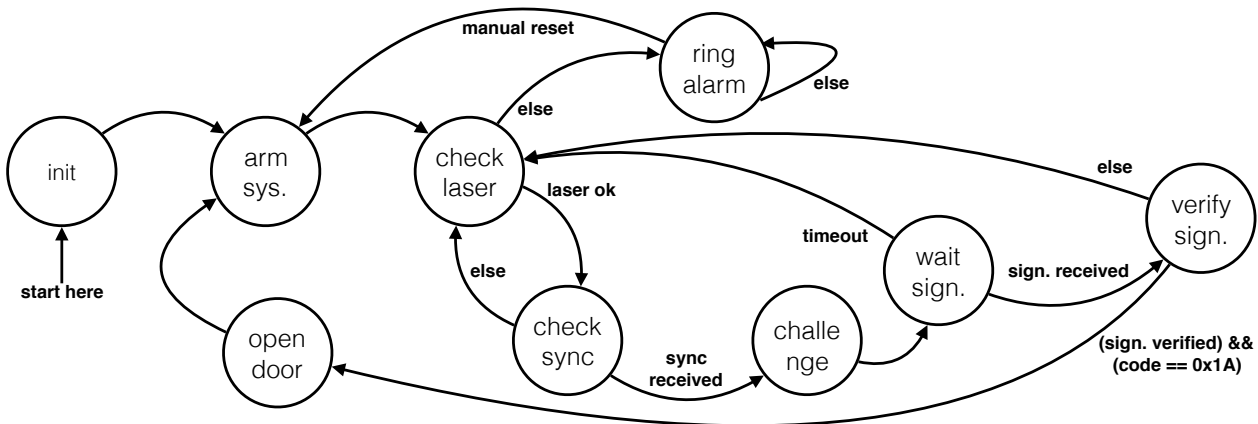 manual reset
ring
alarm
else
else
init
arm
sys.
check
laser
else
laser ok
verify
sign.
timeout
wait
sign.
else
sign. received
start here
check
sync
challe
nge
open
door
sync
received
(sign. verified) &&
(code == 0x1A)